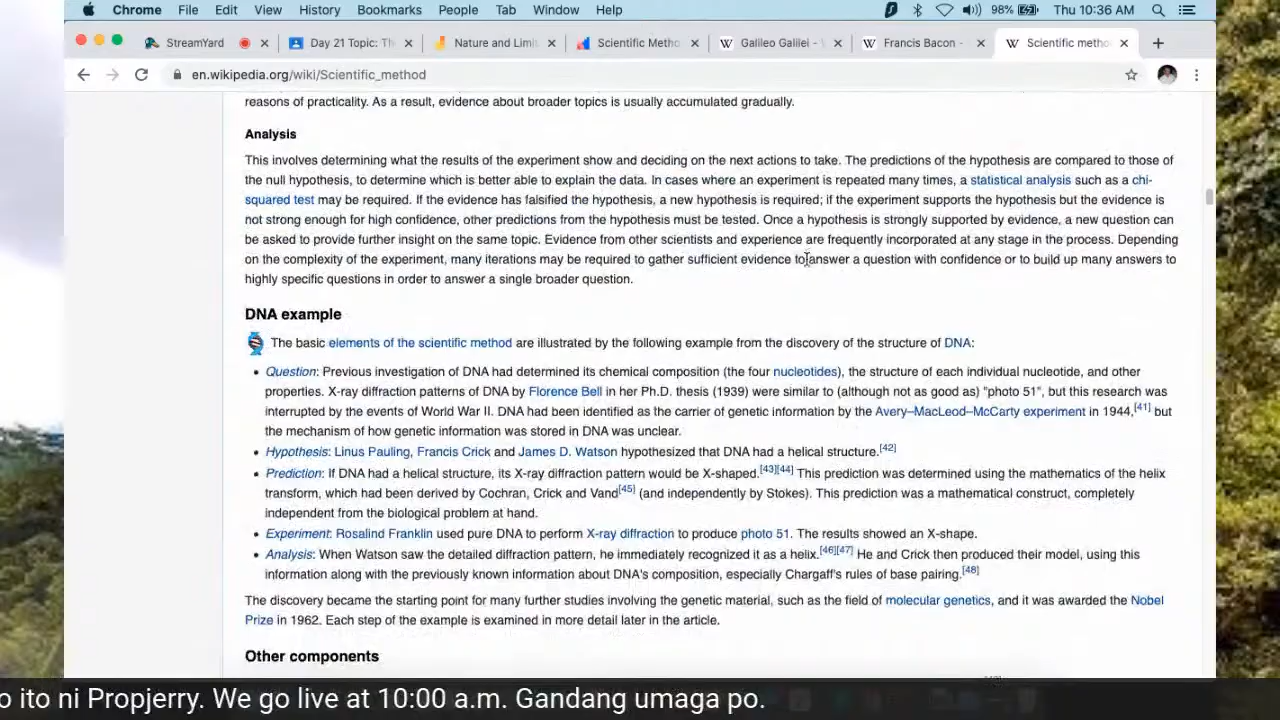 Chrome File Edit View History Bookmarks People Tab Window Help 98% Thu 10:36 AM
StreamYard Day 21 Topic: Th Nature and Limi Scientific Metho Galileo Galilei - Francis Bacon - Scientific metho
en.wikipedia.org/wiki/Scientific_method
reasons of practicality. As a result, evidence about broader topics is usually accumulated gradually.
Analysis
This involves determining what the results of the experiment show and deciding on the next actions to take. The predictions of the hypothesis are compared to those of
the null hypothesis, to determine which is better able to explain the data. In cases where an experiment is repeated many times, a statistical analysis such as a chi-
squared test may be required. If the evidence has falsified the hypothesis, a new hypothesis is required; if the experiment supports the hypothesis but the evidence is
not strong enough for high confidence, other predictions from the hypothesis must be tested. Once a hypothesis is strongly supported by evidence, a new question can
be asked to provide further insight on the same topic. Evidence from other scientists and experience are frequently incorporated at any stage in the process. Depending
on the complexity of the experiment, many iterations may be required to gather sufficient evidence to answer a question with confidence or to build up many answers to
highly specific questions in order to answer a single broader question.
DNA example
The basic elements of the scientific method are illustrated by the following example from the discovery of the structure of DNA:
• Question: Previous investigation of DNA had determined its chemical composition (the four nucleotides), the structure of each individual nucleotide, and other
properties. X-ray diffraction patterns of DNA by Florence Bell in her Ph.D. thesis (1939) were similar to (although not as good as) "photo 51", but this research was
interrupted by the events of World War II. DNA had been identified as the carrier of genetic information by the Avery–MacLeod–McCarty experiment in 1944,[41] but
the mechanism of how genetic information was stored in DNA was unclear.
• Hypothesis: Linus Pauling, Francis Crick and James D. Watson hypothesized that DNA had a helical structure.[42]
• Prediction: If DNA had a helical structure, its X-ray diffraction pattern would be X-shaped.[43][44] This prediction was determined using the mathematics of the helix
transform, which had been derived by Cochran, Crick and Vand[45] (and independently by Stokes). This prediction was a mathematical construct, completely
independent from the biological problem at hand.
• Experiment: Rosalind Franklin used pure DNA to perform X-ray diffraction to produce photo 51. The results showed an X-shape.
• Analysis: When Watson saw the detailed diffraction pattern, he immediately recognized it as a helix.[46][47] He and Crick then produced their model, using this
information along with the previously known information about DNA's composition, especially Chargaff's rules of base pairing.[48]
The discovery became the starting point for many further studies involving the genetic material, such as the field of molecular genetics, and it was awarded the Nobel
Prize in 1962. Each step of the example is examined in more detail later in the article.
Other components
o ito ni Propjerry. We go live at 10:00 a.m. Gandang umaga po.